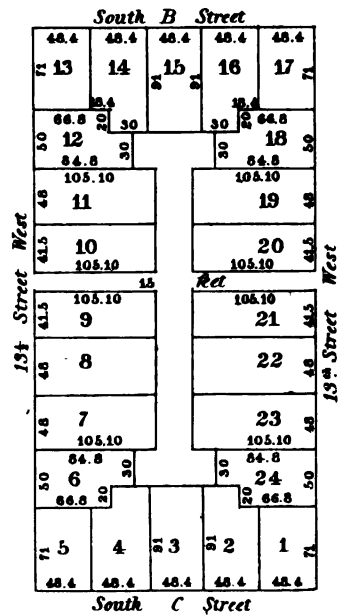 South B Street
48.4 48.4 48.4 48.4 48.4
71 13 14 91 15 91 16 17 71
18.4 18.4
66.8 20 30 30 20 66.8
50 12 30 30 18 50
84.8 84.8
105.10 105.10
48 11 19 48
41.5 10 20 41.5
105.10 105.10
15 feet
105.10 105.10
41.5 9 21 41.5
48 8 22 48
48 7 23 48
105.10 105.10
84.8 84.8
50 6 30 30 24 50
66.8 20 20 66.8
71 5 4 91 3 91 2 1 71
48.4 48.4 48.4 48.4 48.4
South C Street
13½ Street West
13th Street West